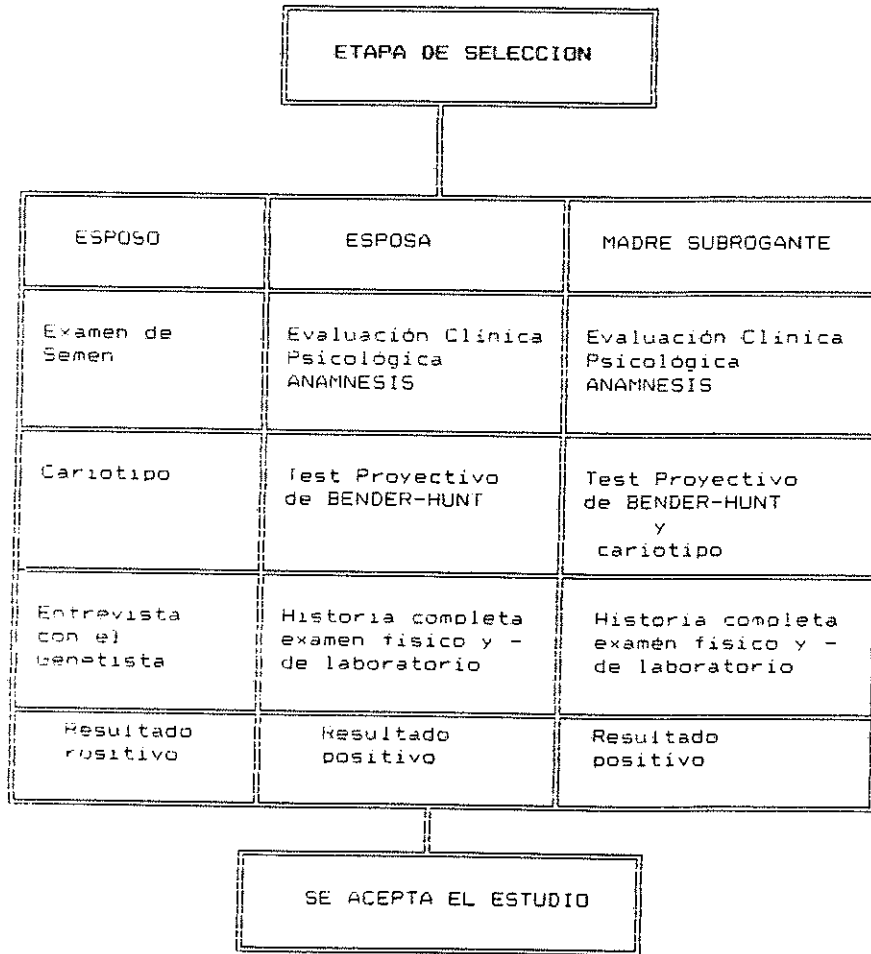 ETAPA DE SELECCION
ESPOSO
ESPOSA
MADRE SUBROGANTE
Examen de
Semen
Evaluación Clínica
Psicológica
ANAMNESIS
Evaluación Clínica
Psicológica
ANAMNESIS
Cariotipo
Test Proyectivo
de BENDER-HUNT
Test Proyectivo
de BENDER-HUNT
y
cariotipo
Entrevista
con el
Genetista
Historia completa
examen físico y -
de laboratorio
Historia completa
examén físico y -
de laboratorio
Resultado
positivo
Resultado
positivo
Resultado
positivo
SE ACEPTA EL ESTUDIO